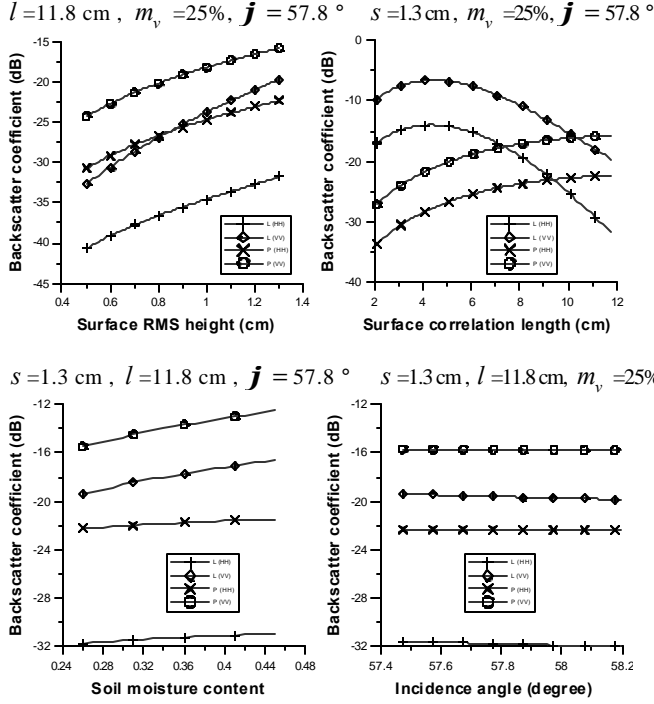 l =11.8 cm , m_v =25%, j = 57.8 °
s =1.3 cm , m_v =25%, j = 57.8 °
Backscatter coefficient (dB)
-15
-20
-25
-30
-35
-40
-45
L (HH)
L (VV)
P (HH)
P (VV)
0.4
0.6
0.8
1
1.2
1.4
Surface RMS height (cm)
Backscatter coefficient (dB)
0
-10
-20
-30
-40
L (HH)
L (VV)
P (HH)
P (VV)
2
4
6
8
10
12
Surface correlation length (cm)
s =1.3 cm , l =11.8 cm , j = 57.8 °
s =1.3 cm, l =11.8 cm, m_v =25%
Backscatter coefficient (dB)
-12
-16
-20
-24
-28
-32
L (HH)
L (VV)
P (HH)
P (VV)
0.24
0.28
0.32
0.36
0.40
0.44
0.48
Soil moisture content
Backscatter coefficient (dB)
-12
-16
-20
-24
-28
-32
L (HH)
L (VV)
P (HH)
P (VV)
57.4
57.6
57.8
58
58.2
Incidence angle (degree)